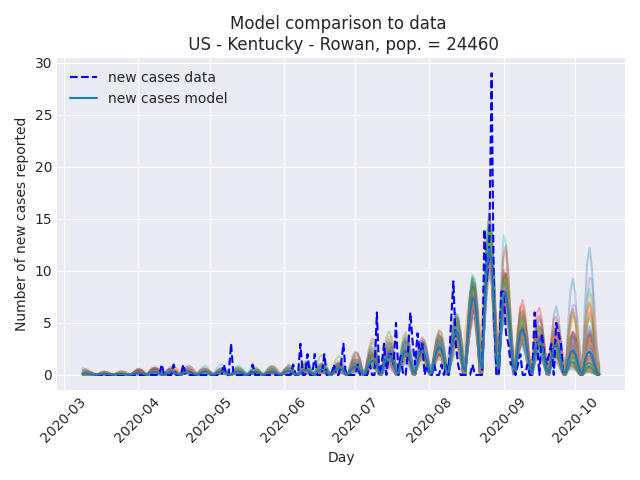 Model comparison to data
US - Kentucky - Rowan, pop. = 24460
new cases data
new cases model
Number of new cases reported
30
25
20
15
10
5
0
2020-03
2020-04
2020-05
2020-06
2020-07
2020-08
2020-09
2020-10
Day